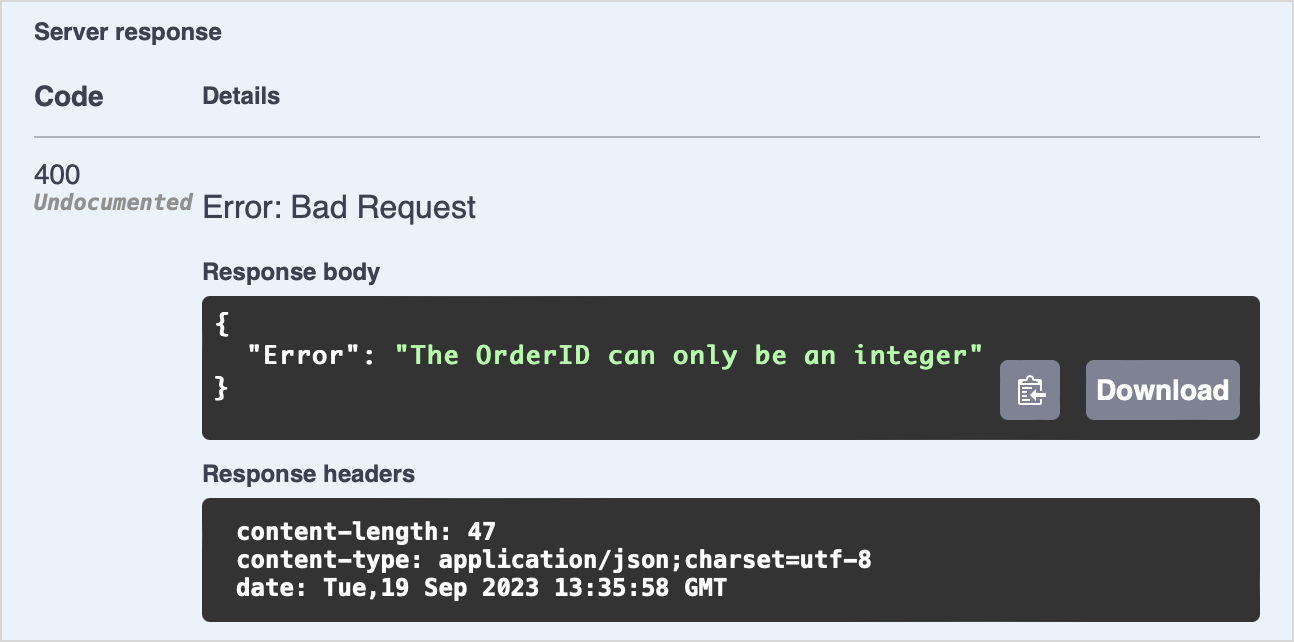 Server response
Code Details
400
Undocumented Error: Bad Request
Response body
{
"Error": "The OrderID can only be an integer"
}
Download
Response headers
content-length: 47
content-type: application/json;charset=utf-8
date: Tue,19 Sep 2023 13:35:58 GMT